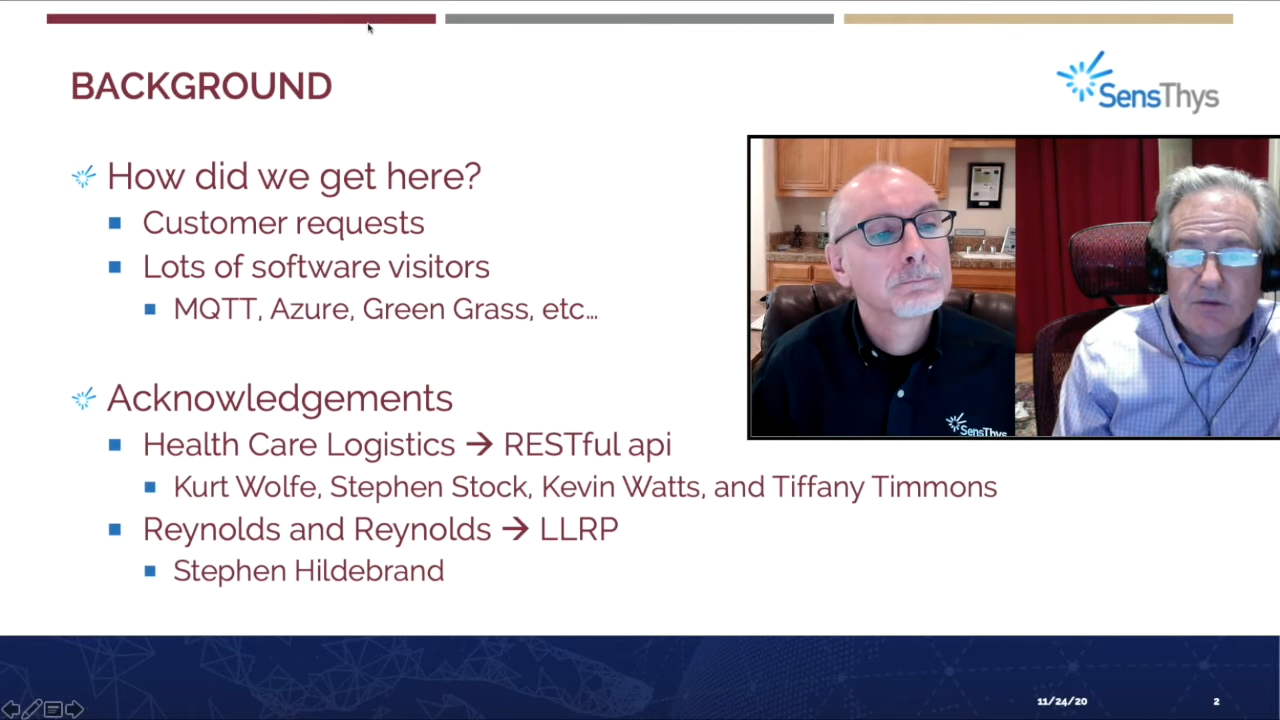 BACKGROUND
SensThys
How did we get here?
Customer requests
Lots of software visitors
MQTT, Azure, Green Grass, etc…
Acknowledgements
Health Care Logistics → RESTful api
Kurt Wolfe, Stephen Stock, Kevin Watts, and Tiffany Timmons
Reynolds and Reynolds → LLRP
Stephen Hildebrand
SensThys
11/24/20
2